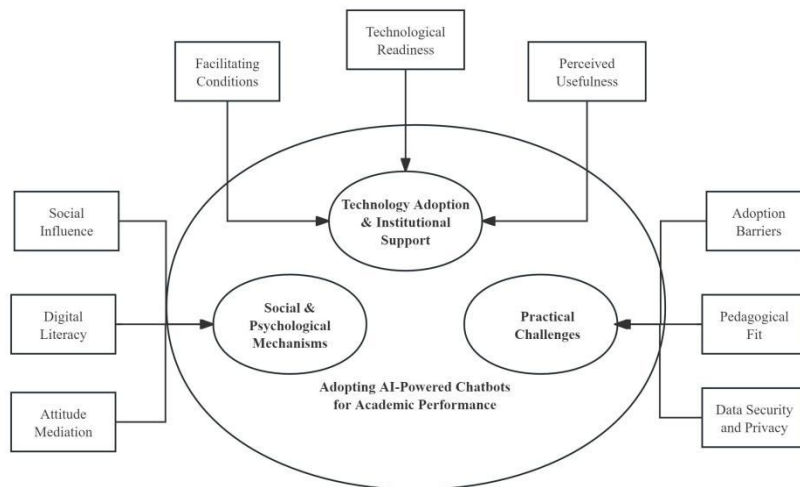 Technological
Readiness
Facilitating
Conditions
Perceived
Usefulness
Technology Adoption
& Institutional
Support
Social
Influence
Adoption
Barriers
Social &
Psychological
Mechanisms
Practical
Challenges
Digital
Literacy
Pedagogical
Fit
Adopting AI-Powered Chatbots
for Academic Performance
Attitude
Mediation
Data Security
and Privacy